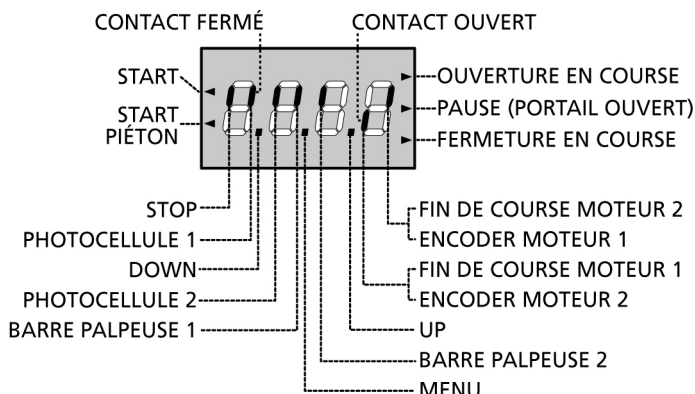 CONTACT FERMÉ
CONTACT OUVERT
START
START
PIÉTON
OUVERTURE EN COURSE
PAUSE (PORTAIL OUVERT)
FERMETURE EN COURSE
STOP
PHOTOCELLULE 1
DOWN
PHOTOCELLULE 2
BARRE PALPEUSE 1
FIN DE COURSE MOTEUR 2
ENCODER MOTEUR 1
FIN DE COURSE MOTEUR 1
ENCODER MOTEUR 2
UP
BARRE PALPEUSE 2
MENU